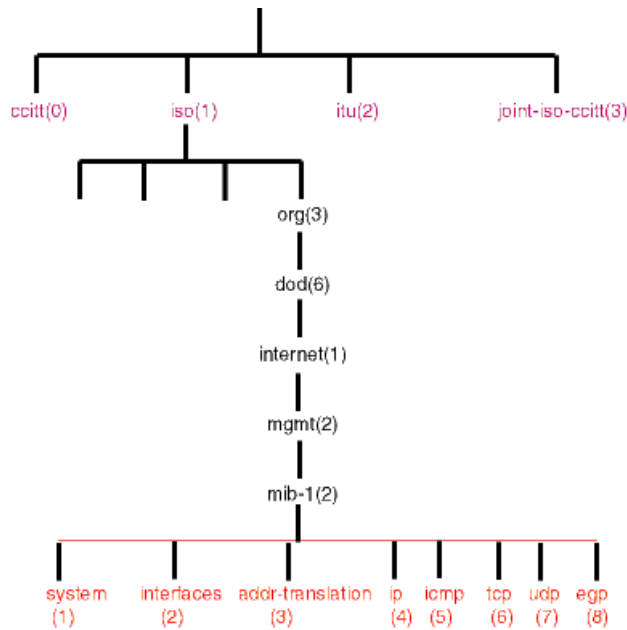 ccitt(0) iso(1) itu(2) joint-iso-ccitt(3)
org(3)
dod(6)
internet(1)
mgmt(2)
mib-1(2)
system interfaces addr-translation ip icmp tcp udp egp
(1) (2) (3) (4) (5) (6) (7) (8)